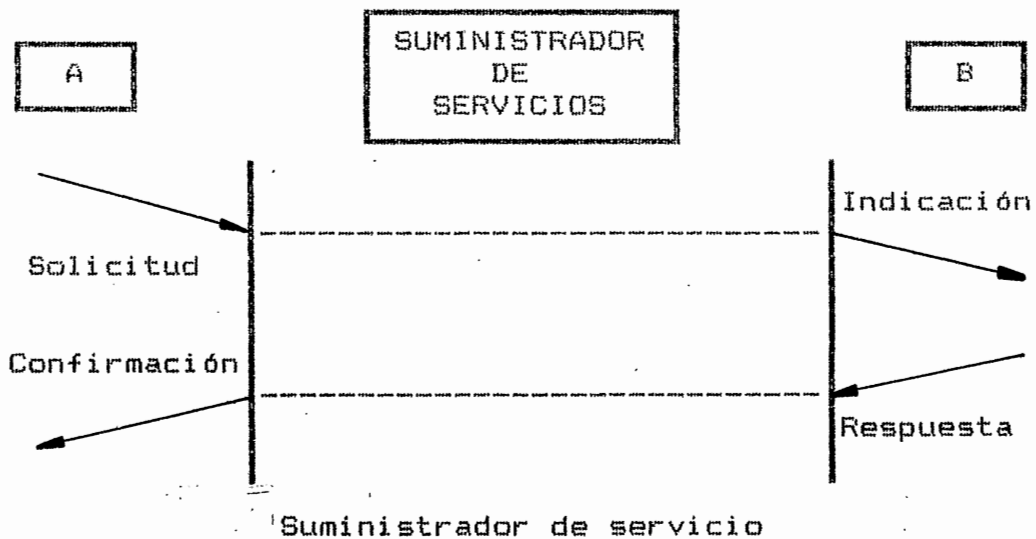 A
SUMINISTRADOR
DE
SERVICIOS
B
Indicación
Solicitud
Confirmación
Respuesta
Suministrador de servicio